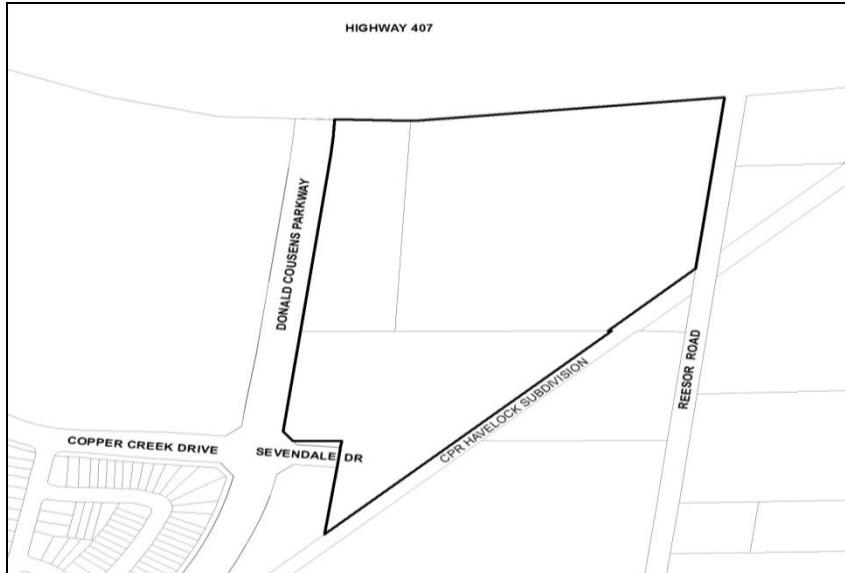 HIGHWAY 407
DONALD COUSENS PARKWAY
REESOR ROAD
CPR HAVELOCK SUBDIVISION
COPPER CREEK DRIVE
SEVENDALE DR